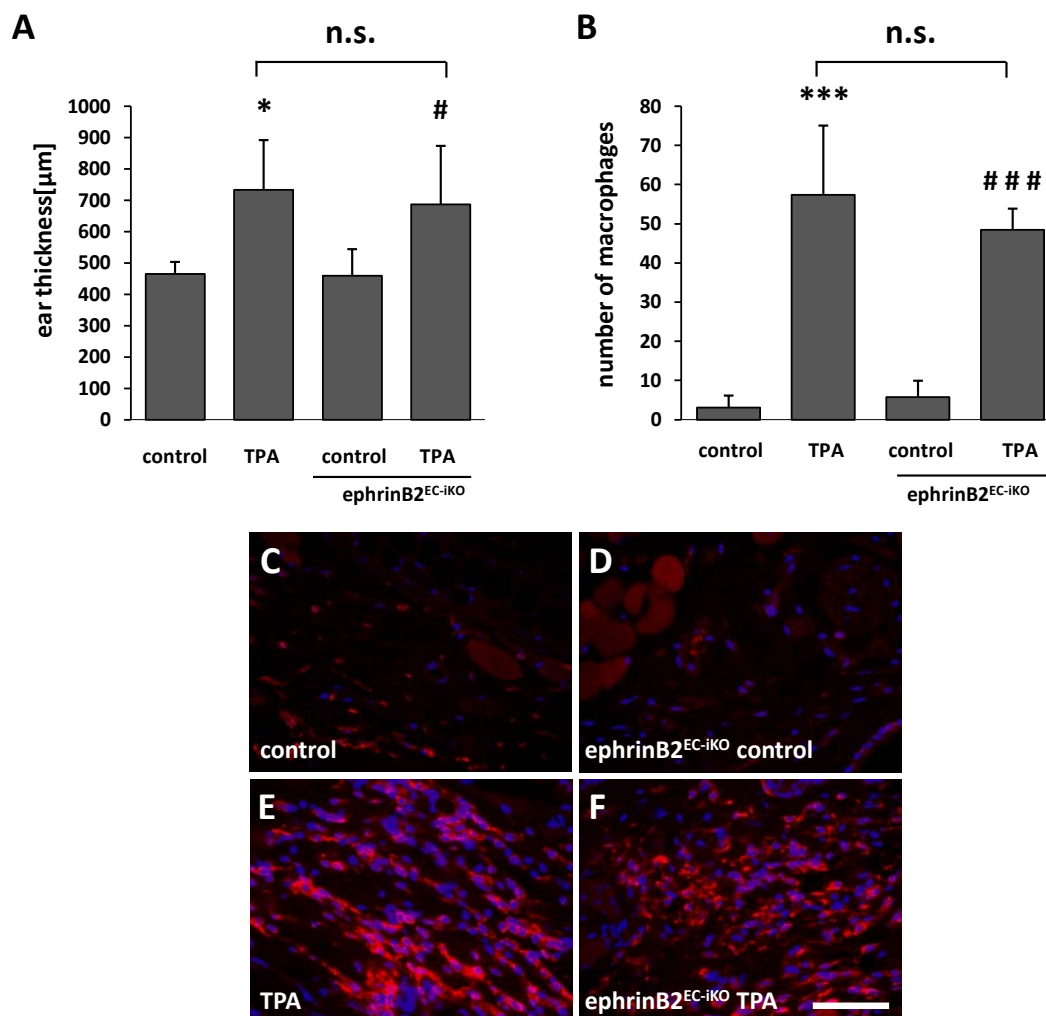 A
n.s.
*
#
1000
900
800
700
600
500
400
300
200
100
0
ear thickness[μm]
control TPA control TPA
ephrinB2EC-iKO
B
n.s.
***
# # #
80
70
60
50
40
30
20
10
0
number of macrophages
control TPA control TPA
ephrinB2EC-iKO
C
control
D
ephrinB2EC-iKO control
E
TPA
F
ephrinB2EC-iKO TPA